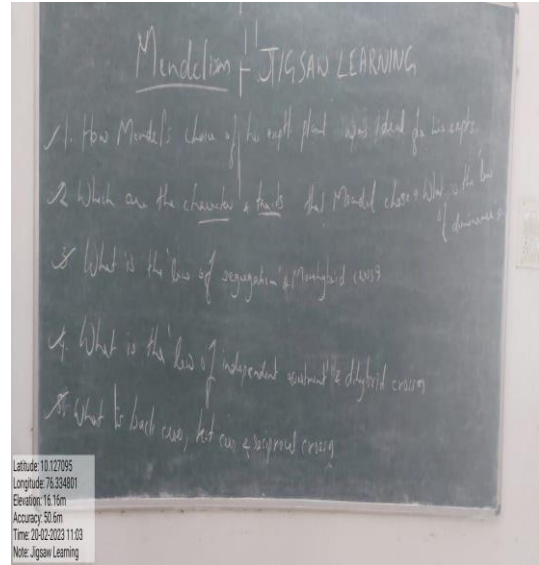 Mendelism JIGSAW LEARNING
1. How Mendel's choice of his exptl plant was ideal for his expts.
2. Which are the character & traits that Mendel chose & What is the law
of dominance?
3. What is the law of segregation & Monohybrid cross?
4. What is the "law of independent assortment" & dihybrid cross?
5. What is back cross, test cross & reciprocal cross?
Latitude: 10.127095
Longitude: 76.334801
Elevation: 16.16m
Accuracy: 50.6m
Time: 20-02-2023 11:03
Note: Jigsaw Learning